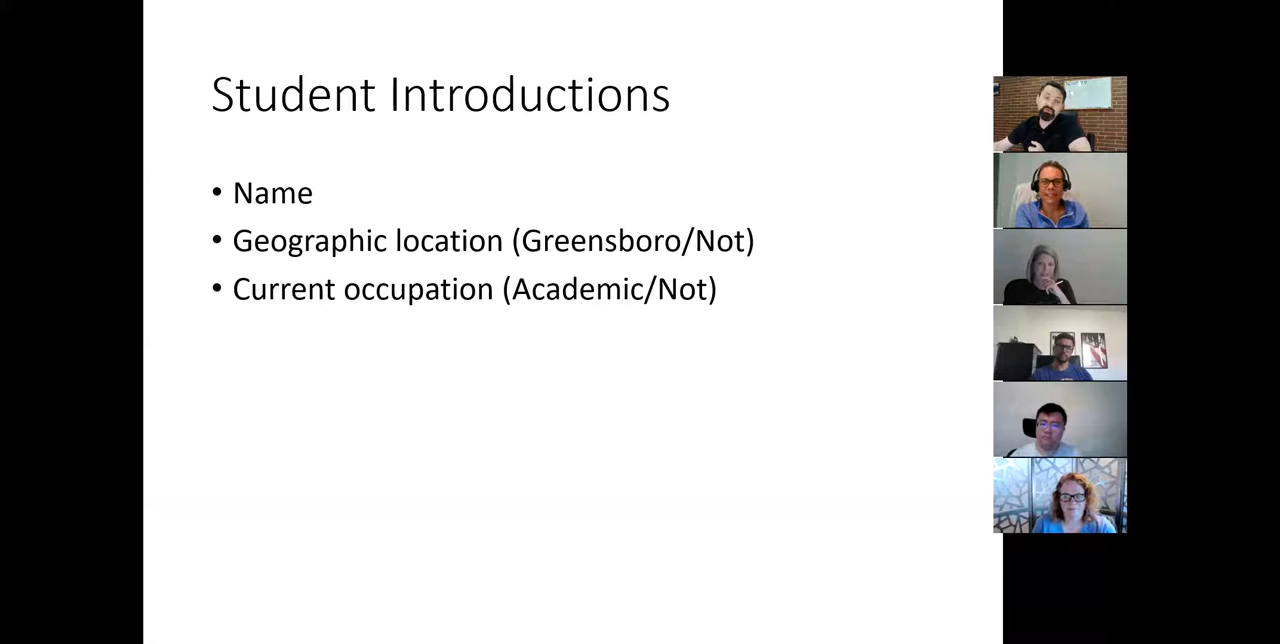 Student Introductions
• Name
• Geographic location (Greensboro/Not)
• Current occupation (Academic/Not)